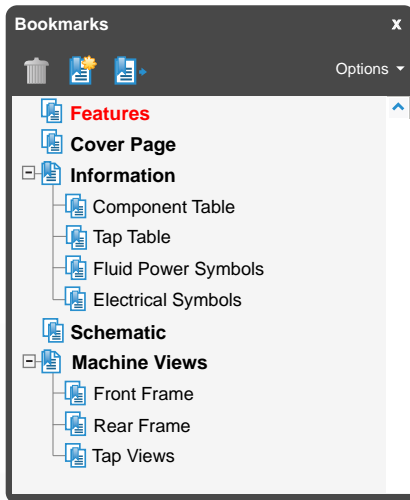 Bookmarks x
Options
Features
Cover Page
Information
Component Table
Tap Table
Fluid Power Symbols
Electrical Symbols
Schematic
Machine Views
Front Frame
Rear Frame
Tap Views